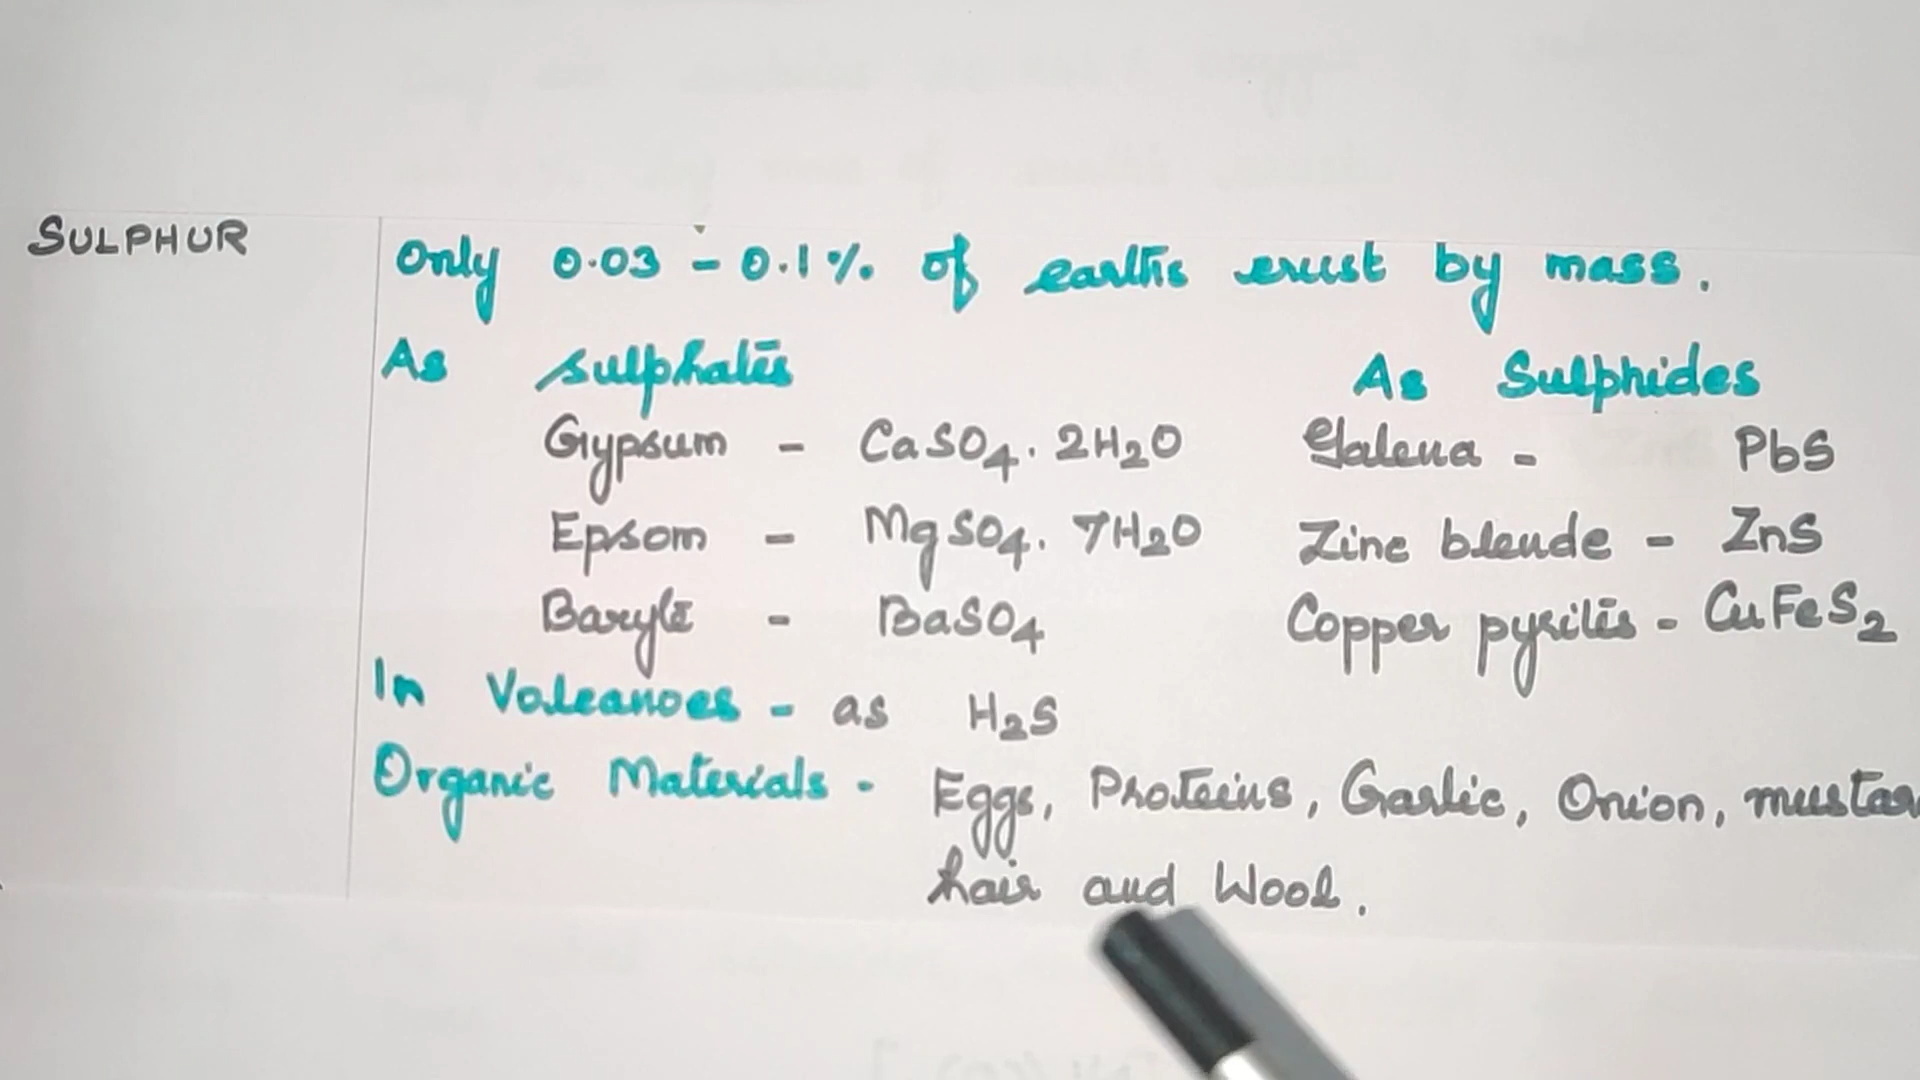 SULPHUR
Only 0.03 - 0.1% of earth's crust by mass.
As Sulphates As Sulphides
Gypsum - CaSO4. 2H2O Galena - PbS
Epsom - MgSO4. 7H2O Zinc blende - ZnS
Baryte - BaSO4 Copper pyrites - CuFeS2
In Volcanoes - as H2S
Organic Materials - Eggs, Proteins, Garlic, Onion, mustar
hair and Wool.